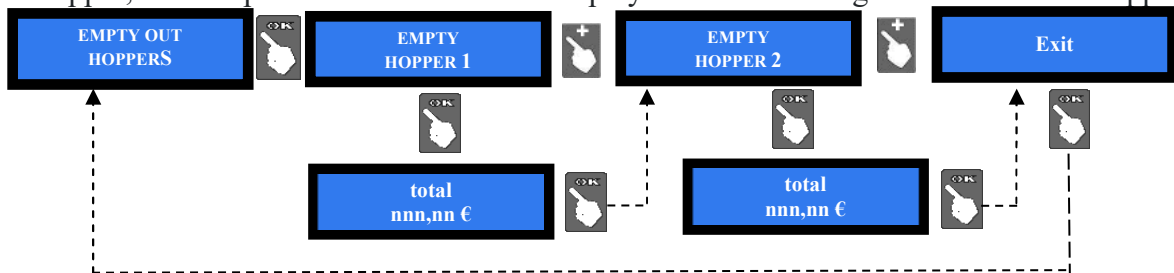 EMPTY OUT
HOPPERS
OK
EMPTY
HOPPER 1
+
EMPTY
HOPPER 2
+
Exit
OK
OK
OK
total
nnn,nn €
OK
total
nnn,nn €
OK